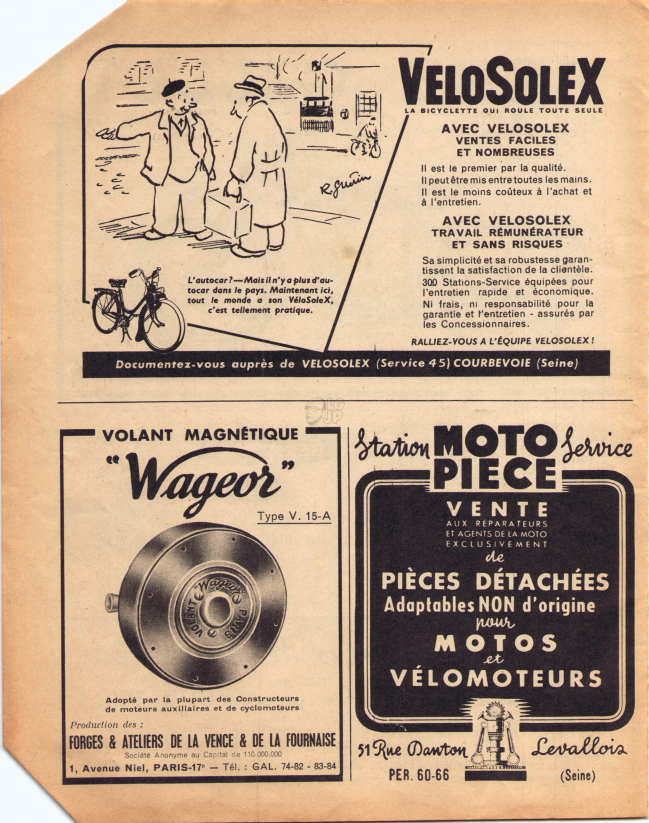 VELOSOLEX
LA BICYCLETTE QUI ROULE TOUTE SEULE
AVEC VELOSOLEX
VENTES FACILES
ET NOMBREUSES
Il est le premier par la qualité.
Il peut être mis entre toutes les mains.
Il est le moins coûteux à l'achat et
à l'entretien.
AVEC VELOSOLEX
TRAVAIL RÉMUNÉRATEUR
ET SANS RISQUES
Sa simplicité et sa robustesse garan-
tissent la satisfaction de la clientèle.
300 Stations-Service équipées pour
l'entretien rapide et économique.
Ni frais, ni responsabilité pour la
garantie et l'entretien - assurés par
les Concessionnaires.
RALLIEZ-VOUS A L'ÉQUIPE VELOSOLEX !
R. Guérin
L'autocar ? — Mais il n'y a plus d'au-
tocar dans le pays. Maintenant ici,
tout le monde a son VéloSoleX,
c'est tellement pratique.
Documentez-vous auprès de VELOSOLEX (Service 45) COURBEVOIE (Seine)
VOLANT MAGNÉTIQUE
"Wageor"
Type V. 15-A
Wageor
VOLANT PARIS
Adopté par la plupart des Constructeurs
de moteurs auxiliaires et de cyclomoteurs
Production des :
FORGES & ATELIERS DE LA VENCE & DE LA FOURNAISE
Société Anonyme au Capital de 110.000.000
1, Avenue Niel, PARIS-17e — Tél. : GAL. 74-82 - 83-84
Station MOTO Service
PIECE
VENTE
AUX RÉPARATEURS
ET AGENTS DE LA MOTO
EXCLUSIVEMENT
de
PIÈCES DÉTACHÉES
Adaptables NON d'origine
pour
MOTOS
et
VÉLOMOTEURS
51 Rue Danton Levallois
PER. 60-66 (Seine)